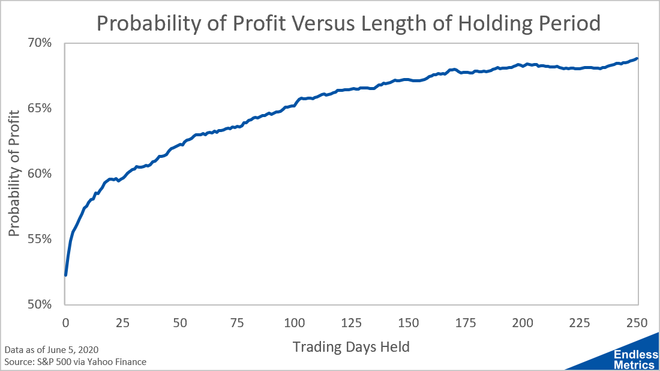 Probability of Profit Versus Length of Holding Period
70%
65%
60%
55%
50%
Probability of Profit
0 25 50 75 100 125 150 175 200 225 250
Trading Days Held
Data as of June 5, 2020
Source: S&P 500 via Yahoo Finance
Endless
Metrics